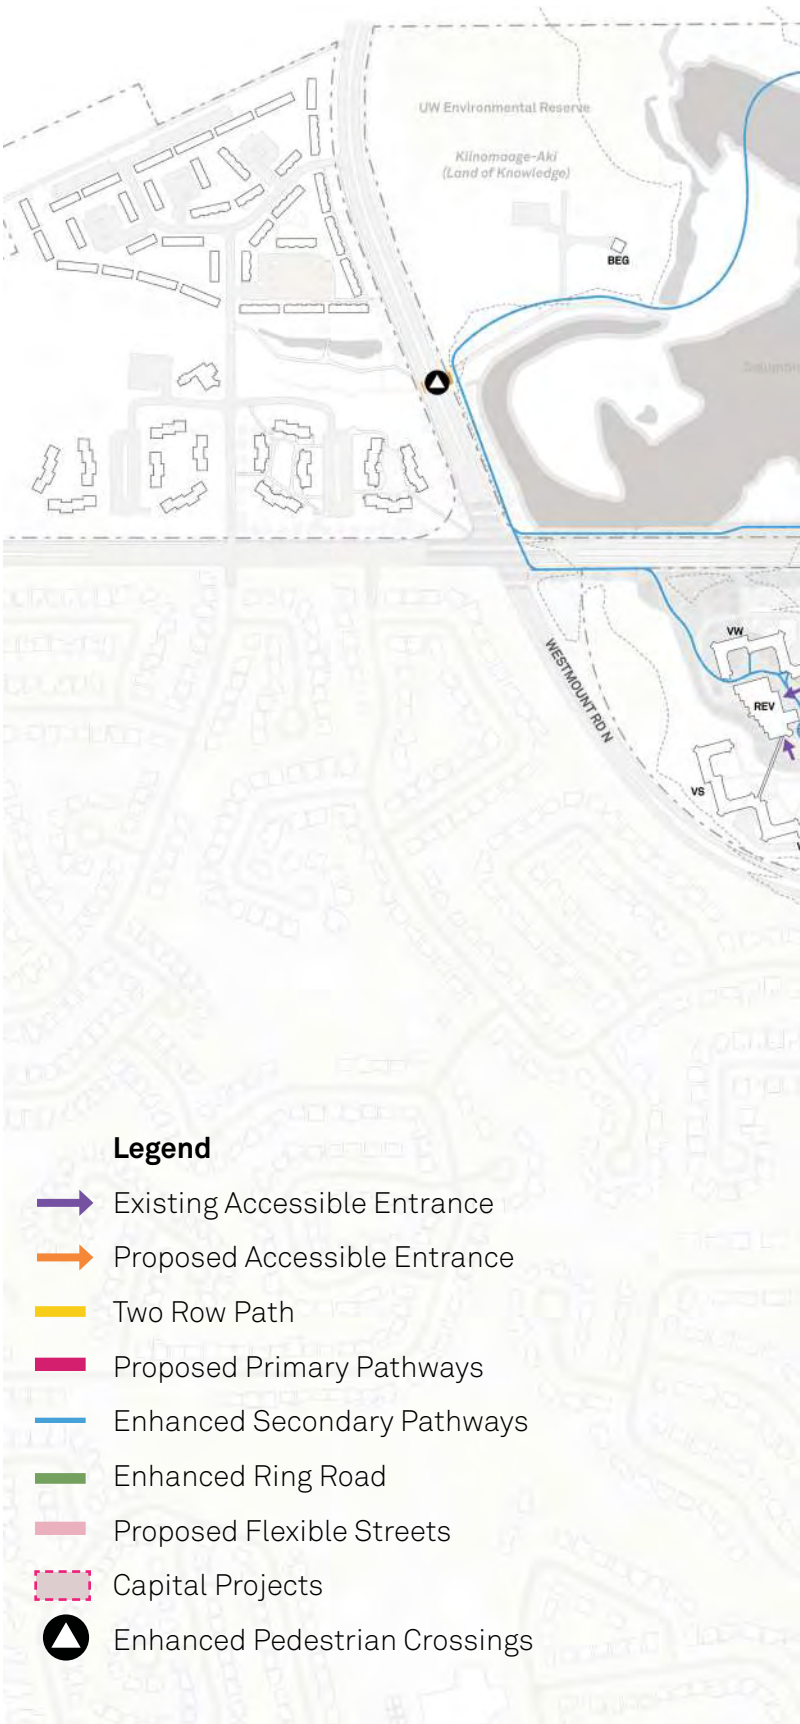 UW Environmental Reserve
Kiinomaage-Aki
(Land of Knowledge)
BEG
WESTMOUNT RD N
VW
REV
VS
Legend
Existing Accessible Entrance
Proposed Accessible Entrance
Two Row Path
Proposed Primary Pathways
Enhanced Secondary Pathways
Enhanced Ring Road
Proposed Flexible Streets
Capital Projects
Enhanced Pedestrian Crossings